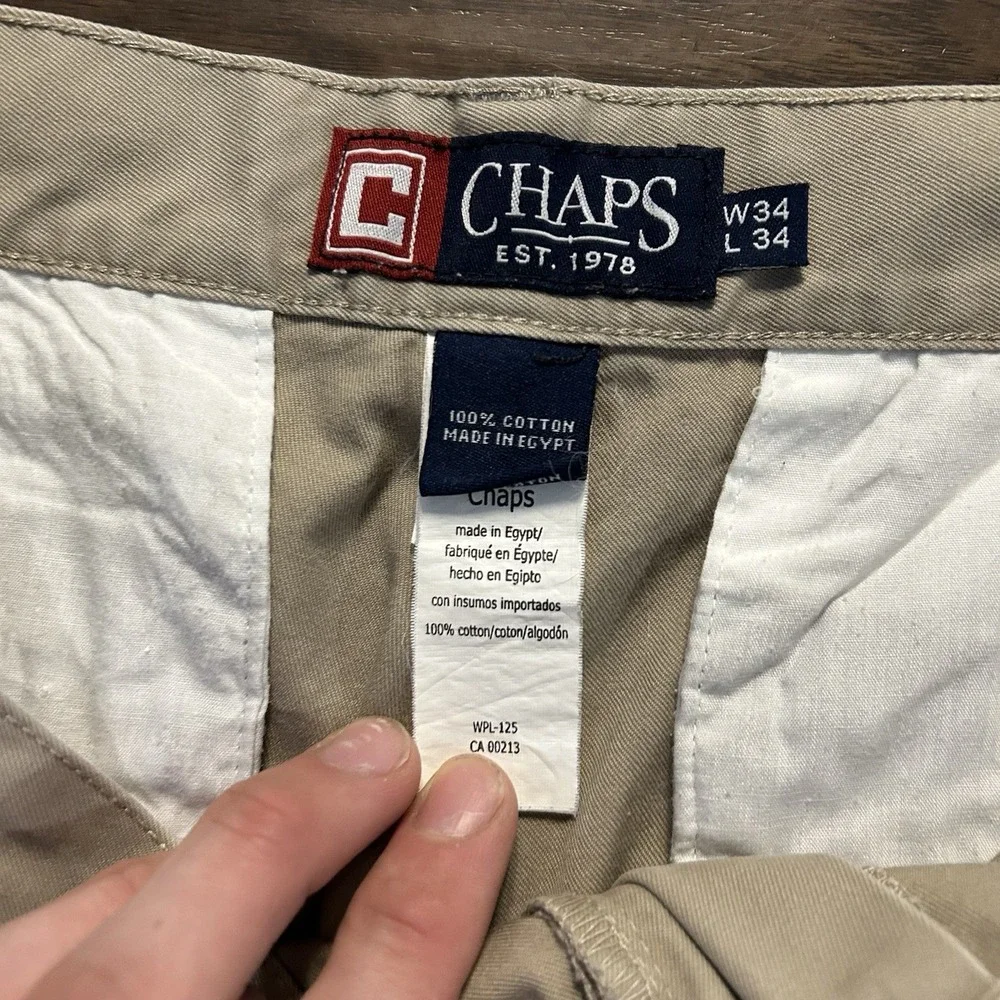 C
CHAPS
EST. 1978
W34
L 34
100% COTTON
MADE IN EGYPT
Chaps
made in Egypt/
fabriqué en Égypte/
hecho en Egipto
con insumos importados
100% cotton/coton/algodón
WPL-125
CA 00213